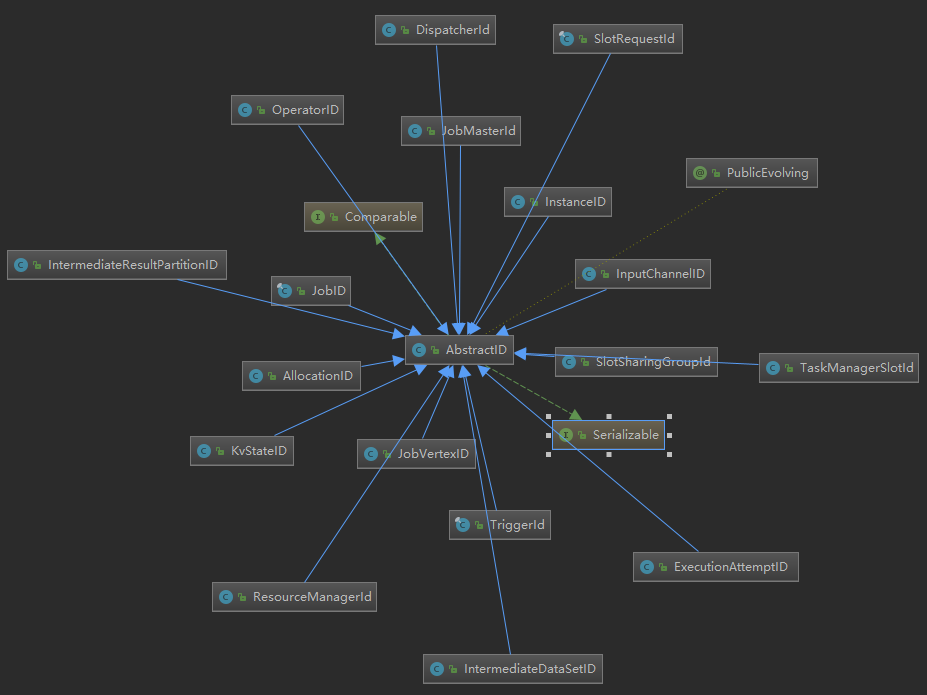 DispatcherId
SlotRequestId
OperatorID
JobMasterId
PublicEvolving
InstanceID
Comparable
IntermediateResultPartitionID
InputChannelID
JobID
AbstractID
SlotSharingGroupId
TaskManagerSlotId
AllocationID
Serializable
KvStateID
JobVertexID
TriggerId
ExecutionAttemptID
ResourceManagerId
IntermediateDataSetID